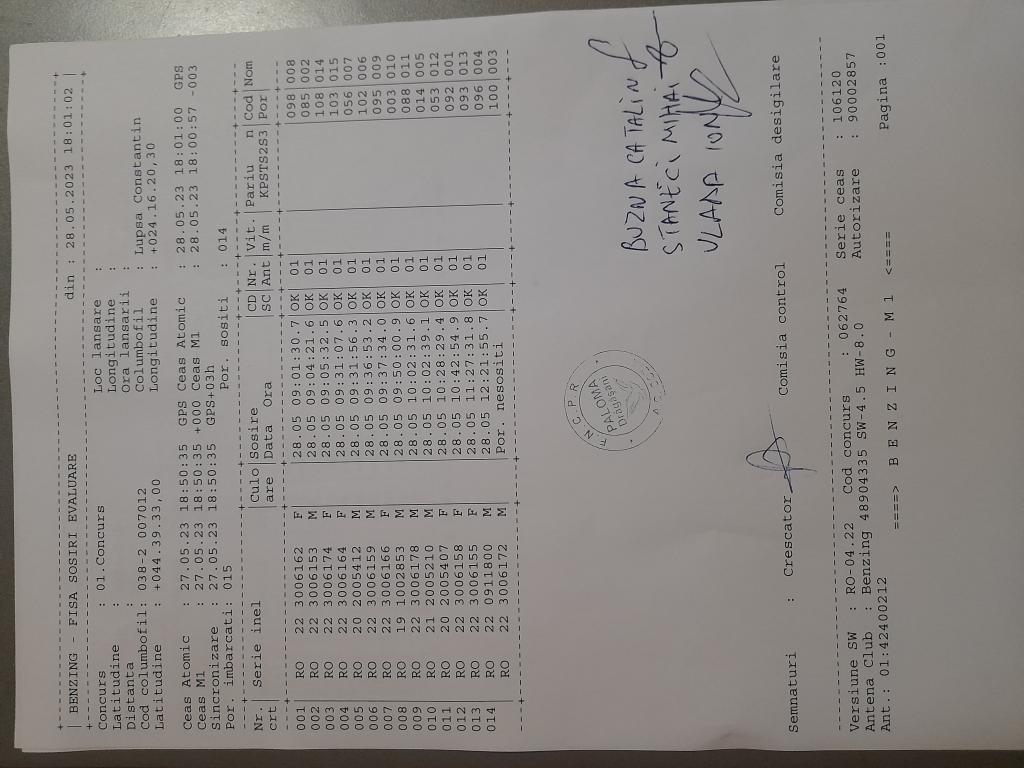 | BENZING - FISA SOSIRI EVALUARE din : 28.05.2023 18:01:02 |
Concurs : 01.Concurs Loc lansare :
Latitudine : Longitudine :
Distanta : Ora lansarii :
Cod columbofil: 038-2 007012 Columbofil : Lupsa Constantin
Latitudine : +044.39.33,00 Longitudine : +024.16.20,30
Ceas Atomic : 27.05.23 18:50:35 GPS Ceas Atomic : 28.05.23 18:01:00 GPS
Ceas M1 : 27.05.23 18:50:35 +000 Ceas M1 : 28.05.23 18:00:57 -003
Sincronizare : 27.05.23 18:50:35 GPS+03h
Por. imbarcati: 015 Por. sositi : 014
Nr| Serie inel |Culo|Sosire |CD|Nr.|Vit.|Pariu n|Cod|Nom
crt| |are|Data Ora |SC|Ant|m/m|KPSTS2S3|Por|
001| RO 22 3006162 F |28.05 09:01:30.7|OK| 01| | |098|008
002| RO 22 3006153 M |28.05 09:04:21.6|OK| 01| | |085|002
003| RO 22 3006174 F |28.05 09:05:32.5|OK| 01| | |108|014
004| RO 22 3006164 F |28.05 09:31:07.6|OK| 01| | |103|015
005| RO 20 2005412 M |28.05 09:31:56.3|OK| 01| | |056|007
006| RO 22 3006159 M |28.05 09:36:53.2|OK| 01| | |102|006
007| RO 22 3006166 F |28.05 09:37:34.0|OK| 01| | |095|009
008| RO 19 1002853 M |28.05 09:50:00.9|OK| 01| | |003|010
009| RO 22 3006178 M |28.05 10:02:31.6|OK| 01| | |088|011
010| RO 21 2005210 M |28.05 10:02:39.1|OK| 01| | |014|005
011| RO 20 2005407 F |28.05 10:28:29.4|OK| 01| | |053|012
012| RO 22 3006158 F |28.05 10:42:54.9|OK| 01| | |092|001
013| RO 22 3006155 F |28.05 11:27:31.8|OK| 01| | |093|013
014| RO 22 0911800 M |28.05 12:21:55.7|OK| 01| | |096|004
RO 22 3006172 M |Por. nesositi |100|003
BUZNA CATALIN
STANECI MIHAI
VLADA ION
F.N.C.P.R
PALOMA
Dragasani
Semnaturi : Crescator Comisia control Comisia desigilare
Versiune SW : RO-04.22 Cod concurs : 062764 Serie ceas : 106120
Antena Club : Benzing 48904335 SW-4.5 HW-8.0 Autorizare : 90002857
Ant.: 01:42400212
====> B E N Z I N G - M 1 <==== Pagina :001